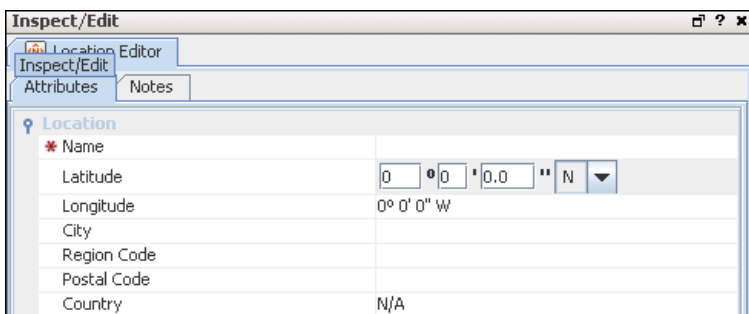 Inspect/Edit
Location Editor
Inspect/Edit
Attributes Notes
Location
* Name
Latitude 0 º 0 ' 0.0 " N
Longitude 0º 0' 0" W
City
Region Code
Postal Code
Country N/A